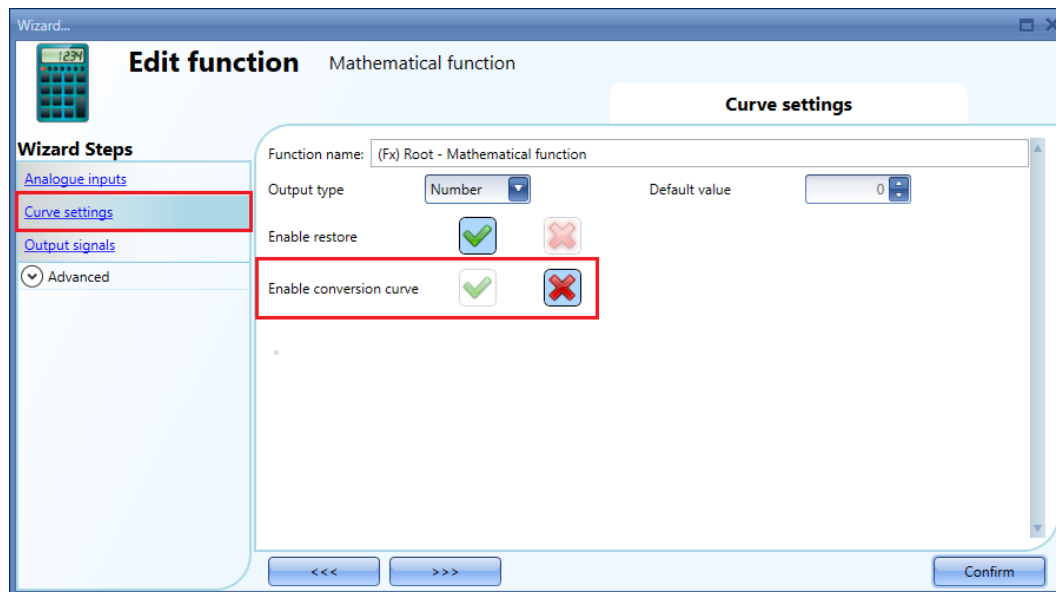 Wizard...
1234
Edit function Mathematical function
Curve settings
Wizard Steps
Analogue inputs
Curve settings
Output signals
Advanced
Function name: (Fx) Root - Mathematical function
Output type Number Default value 0
Enable restore
Enable conversion curve
<<< >>> Confirm